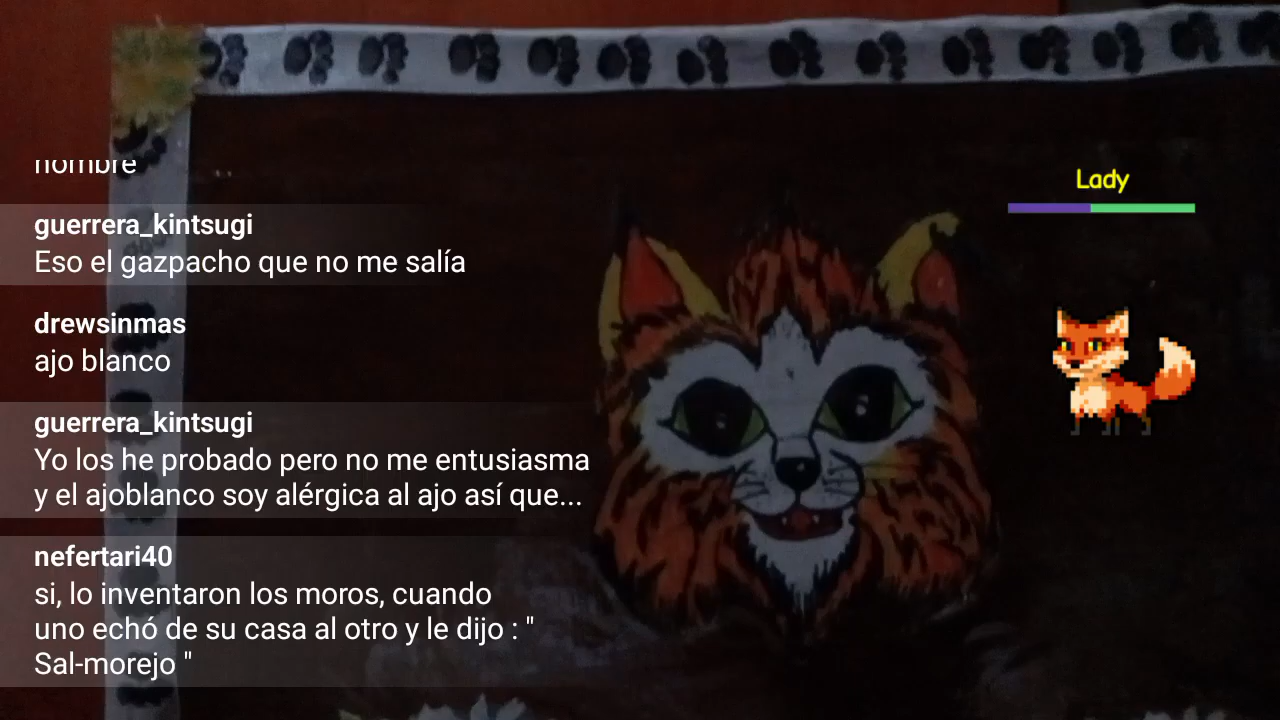 nombre
guerrera_kintsugi
Eso el gazpacho que no me salía
drewsinmas
ajo blanco
guerrera_kintsugi
Yo los he probado pero no me entusiasma
y el ajoblanco soy alérgica al ajo así que...
nefertari40
si, lo inventaron los moros, cuando
uno echó de su casa al otro y le dijo : "
Sal-morejo "
Lady